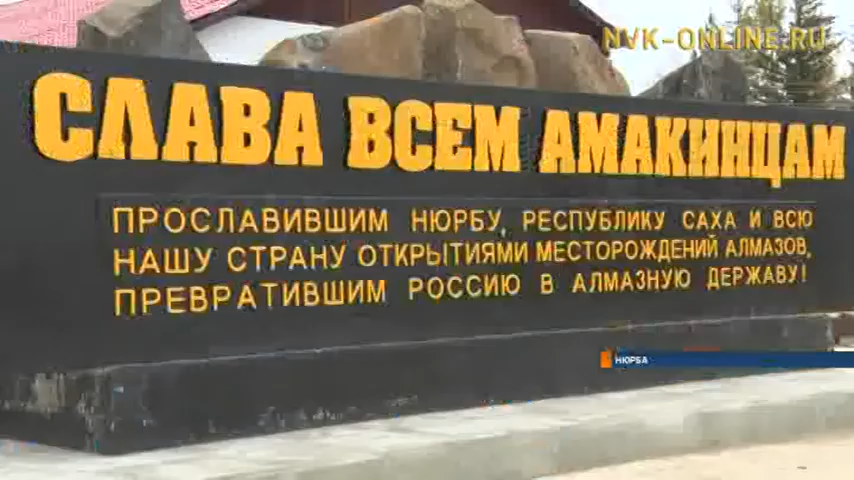 NVK-ONLINE.RU
СЛАВА ВСЕМ АМАКИНЦАМ
ПРОСЛАВИВШИМ НЮРБУ, РЕСПУБЛИКУ САХА И ВСЮ
НАШУ СТРАНУ ОТКРЫТИЯМИ МЕСТОРОЖДЕНИЙ АЛМАЗОВ,
ПРЕВРАТИВШИМ РОССИЮ В АЛМАЗНУЮ ДЕРЖАВУ!
НЮРБА